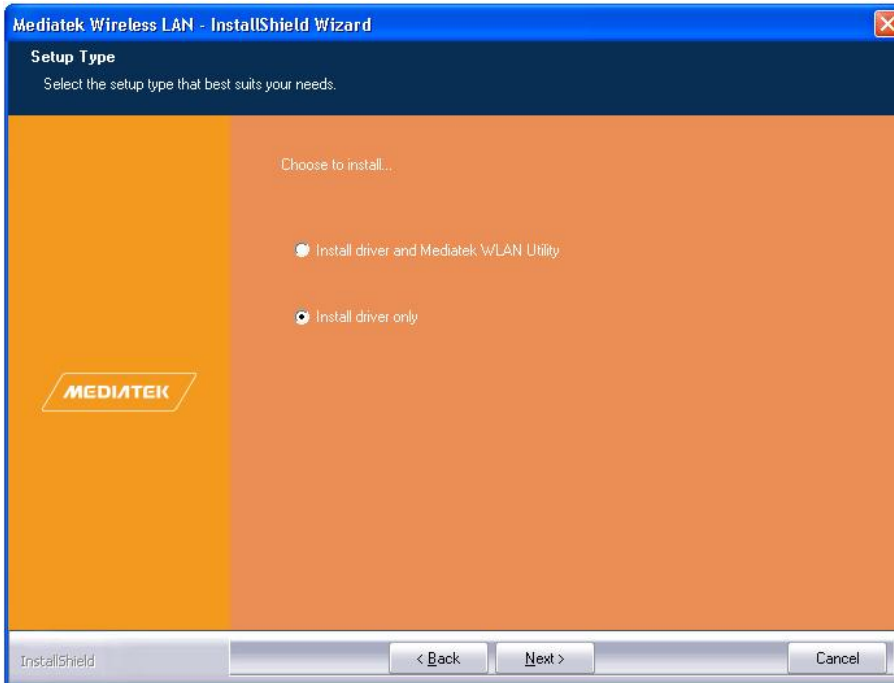 Mediatek Wireless LAN - InstallShield Wizard
Setup Type
Select the setup type that best suits your needs.
Choose to install...
Install driver and Mediatek WLAN Utility
Install driver only
MEDIATEK
InstallShield
< Back
Next >
Cancel